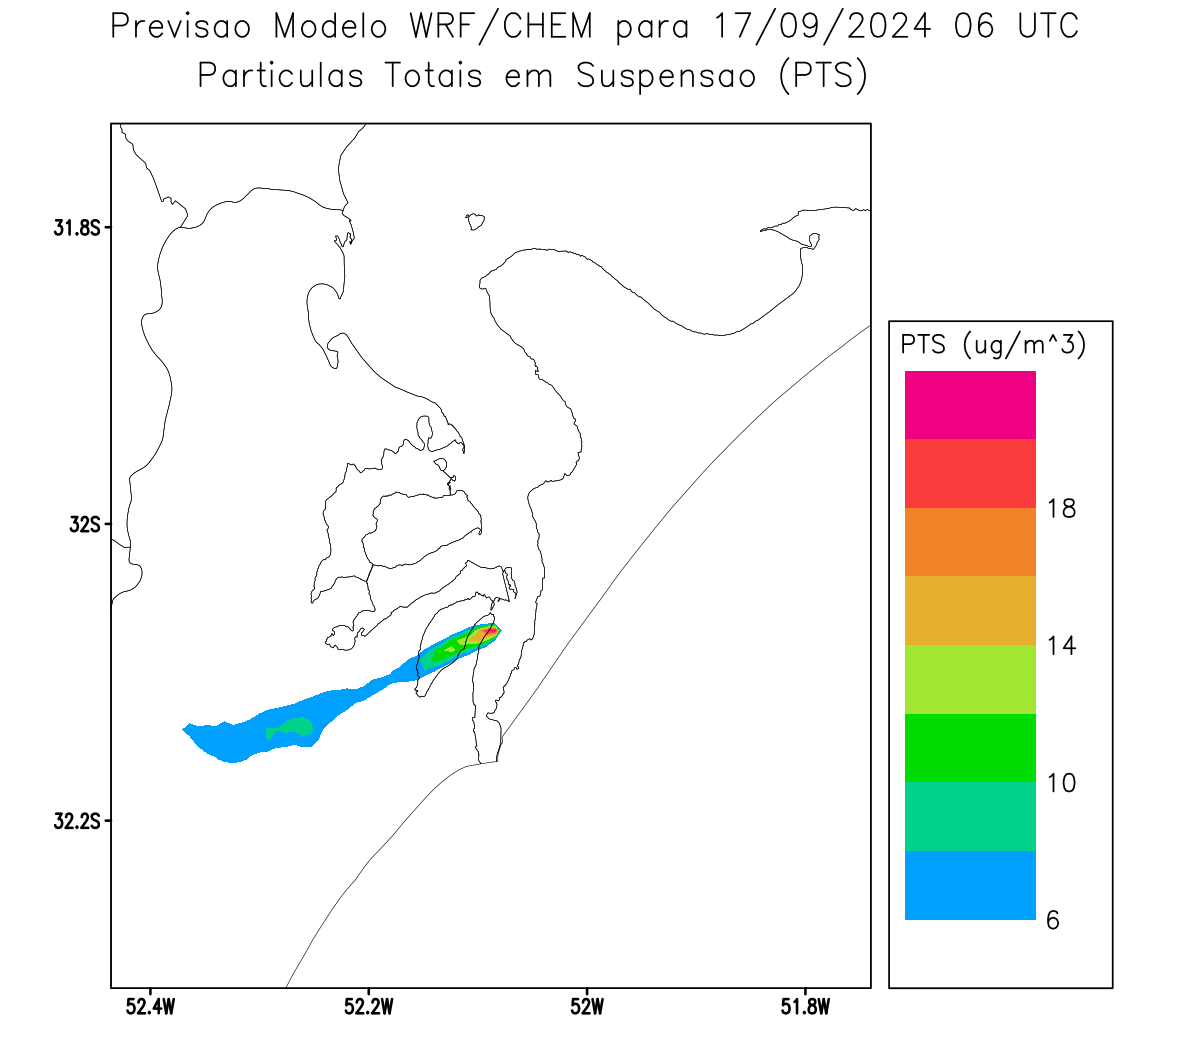 Previsao Modelo WRF/CHEM para 17/09/2024 06 UTC
Particulas Totais em Suspensao (PTS)
31.8S
32S
32.2S
52.4W
52.2W
52W
51.8W
PTS (ug/m^3)
18
14
10
6